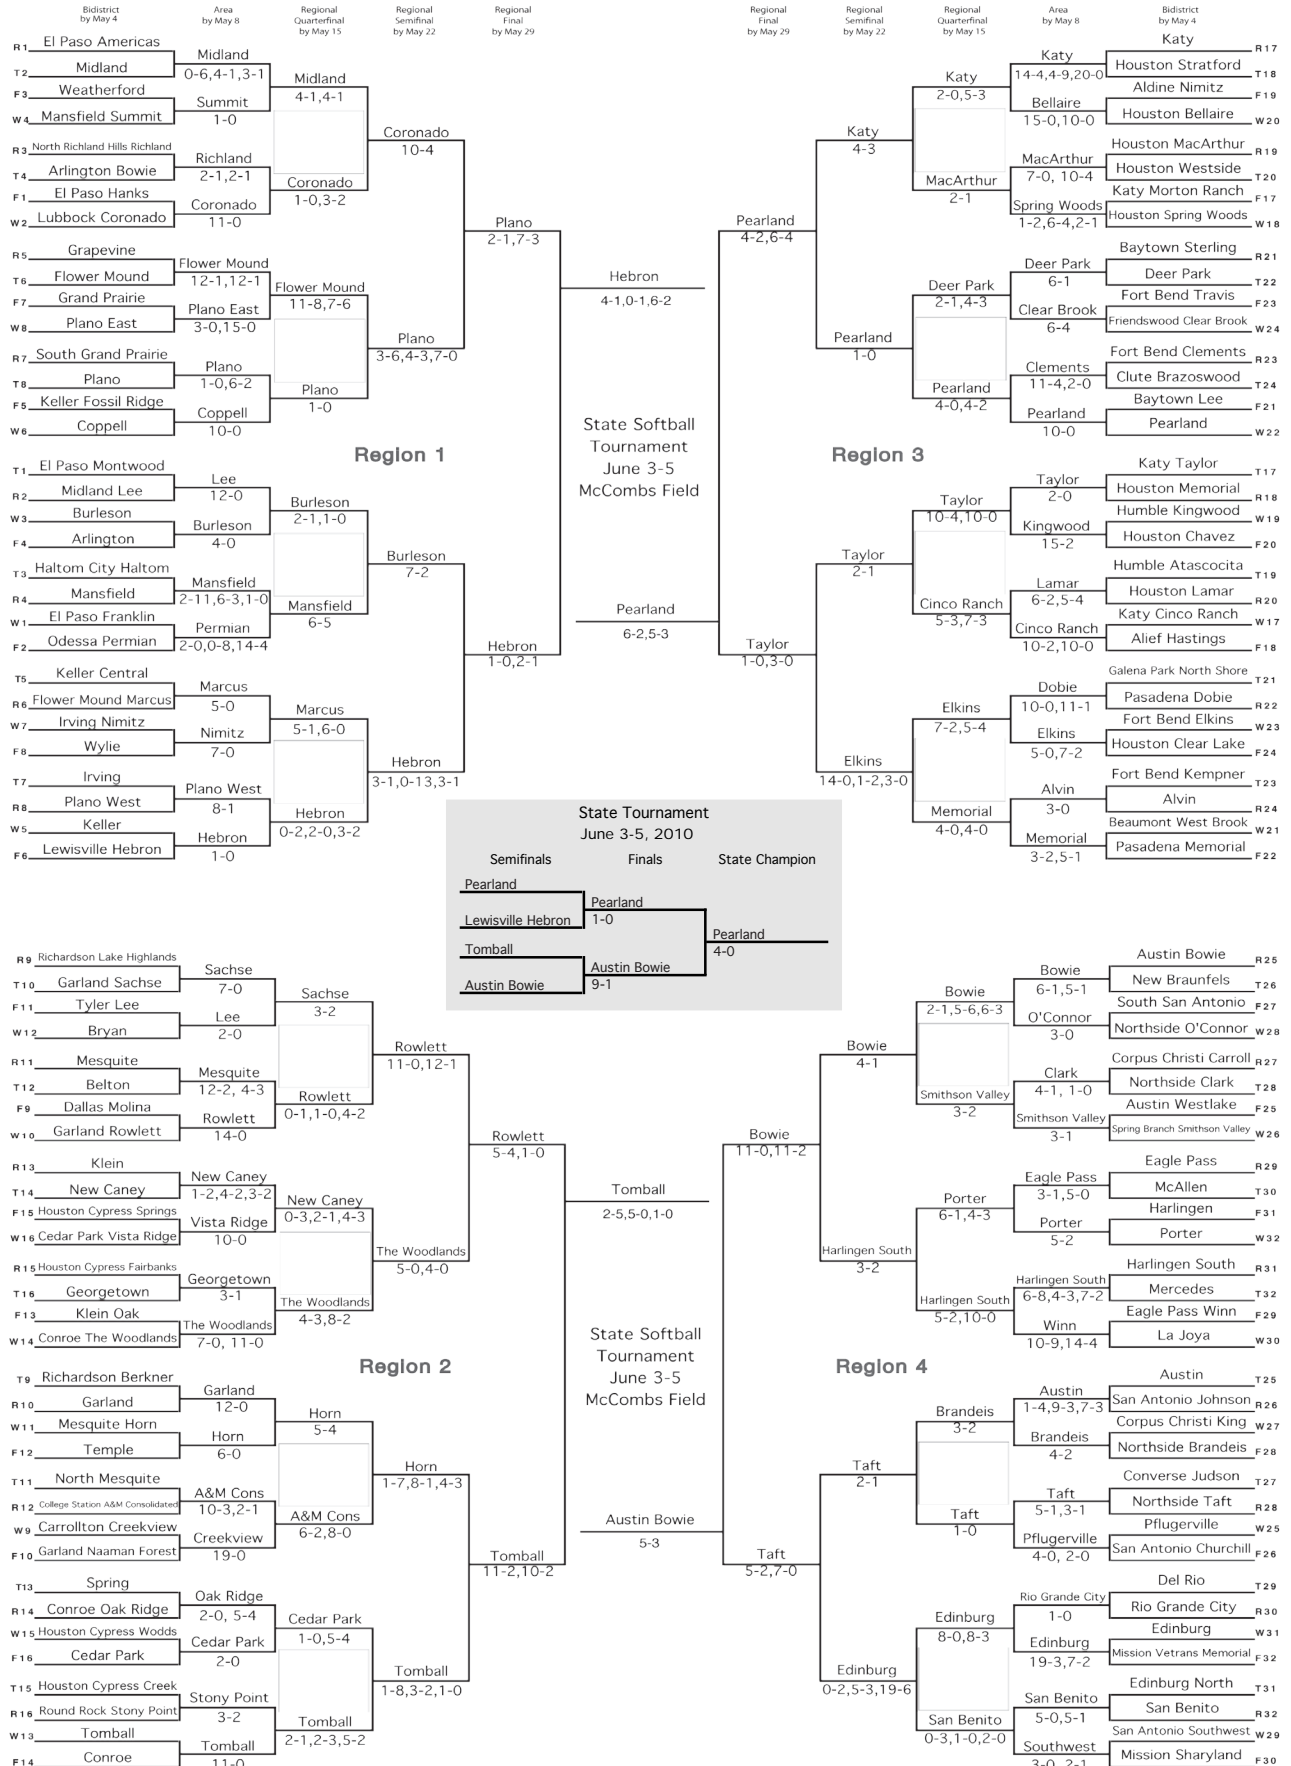 Bidistrict
by May 4
Area
by May 8
Regional
Quarterfinal
by May 15
Regional
Semifinal
by May 22
Regional
Final
by May 29
Regional
Final
by May 29
Regional
Semifinal
by May 22
Regional
Quarterfinal
by May 15
Area
by May 8
Bidistrict
by May 4
R1 El Paso Americas
T2 Midland
F3 Weatherford
W4 Mansfield Summit
R3 North Richland Hills Richland
T4 Arlington Bowie
F1 El Paso Hanks
W2 Lubbock Coronado
R5 Grapevine
T6 Flower Mound
F7 Grand Prairie
W8 Plano East
R7 South Grand Prairie
T8 Plano
F5 Keller Fossil Ridge
W6 Coppell
T1 El Paso Montwood
R2 Midland Lee
W3 Burleson
F4 Arlington
T3 Haltom City Haltom
R4 Mansfield
W1 El Paso Franklin
F2 Odessa Permian
T5 Keller Central
R6 Flower Mound Marcus
W7 Irving Nimitz
F8 Wylie
T7 Irving
R8 Plano West
W5 Keller
F6 Lewisville Hebron
Midland
0-6,4-1,3-1
Summit
1-0
Richland
2-1,2-1
Coronado
11-0
Flower Mound
12-1,12-1
Plano East
3-0,15-0
Plano
1-0,6-2
Coppell
10-0
Lee
12-0
Burleson
4-0
Mansfield
2-11,6-3,1-0
Permian
2-0,0-8,14-4
Marcus
5-0
Nimitz
7-0
Plano West
8-1
Hebron
1-0
Midland
4-1,4-1
Coronado
1-0,3-2
Flower Mound
11-8,7-6
Plano
1-0
Burleson
2-1,1-0
Mansfield
6-5
Marcus
5-1,6-0
Hebron
0-2,2-0,3-2
Coronado
10-4
Plano
3-6,4-3,7-0
Burleson
7-2
Hebron
3-1,0-13,3-1
Plano
2-1,7-3
Hebron
1-0,2-1
Region 1
Hebron
4-1,0-1,6-2
State Softball
Tournament
June 3-5
McCombs Field
Pearland
6-2,5-3
Pearland
4-2,6-4
Taylor
1-0,3-0
Region 3
Katy
4-3
Pearland
1-0
Taylor
2-1
Elkins
14-0,1-2,3-0
Katy
2-0,5-3
MacArthur
2-1
Deer Park
2-1,4-3
Pearland
4-0,4-2
Taylor
10-4,10-0
Cinco Ranch
5-3,7-3
Elkins
7-2,5-4
Memorial
4-0,4-0
Katy
14-4,4-9,20-0
Bellaire
15-0,10-0
MacArthur
7-0, 10-4
Spring Woods
1-2,6-4,2-1
Deer Park
6-1
Clear Brook
6-4
Clements
11-4,2-0
Pearland
10-0
Taylor
2-0
Kingwood
15-2
Lamar
6-2,5-4
Cinco Ranch
10-2,10-0
Dobie
10-0,11-1
Elkins
5-0,7-2
Alvin
3-0
Memorial
3-2,5-1
Katy R17
Houston Stratford T18
Aldine Nimitz F19
Houston Bellaire W20
Houston MacArthur R19
Houston Westside T20
Katy Morton Ranch F17
Houston Spring Woods W18
Baytown Sterling R21
Deer Park T22
Fort Bend Travis F23
Friendswood Clear Brook W24
Fort Bend Clements R23
Clute Brazoswood T24
Baytown Lee F21
Pearland W22
Katy Taylor T17
Houston Memorial R18
Humble Kingwood W19
Houston Chavez F20
Humble Atascocita T19
Houston Lamar R20
Katy Cinco Ranch W17
Alief Hastings F18
Galena Park North Shore T21
Pasadena Dobie R22
Fort Bend Elkins W23
Houston Clear Lake F24
Fort Bend Kempner T23
Alvin R24
Beaumont West Brook W21
Pasadena Memorial F22
State Tournament
June 3-5, 2010
Semifinals Finals State Champion
Pearland
Lewisville Hebron
Tomball
Austin Bowie
Pearland
1-0
Austin Bowie
9-1
Pearland
4-0
R9 Richardson Lake Highlands
T10 Garland Sachse
F11 Tyler Lee
W12 Bryan
R11 Mesquite
T12 Belton
F9 Dallas Molina
W10 Garland Rowlett
R13 Klein
T14 New Caney
F15 Houston Cypress Springs
W16 Cedar Park Vista Ridge
R15 Houston Cypress Fairbanks
T16 Georgetown
F13 Klein Oak
W14 Conroe The Woodlands
T9 Richardson Berkner
R10 Garland
W11 Mesquite Horn
F12 Temple
T11 North Mesquite
R12 College Station A&M Consolidated
W9 Carrollton Creekview
F10 Garland Naaman Forest
T13 Spring
R14 Conroe Oak Ridge
W15 Houston Cypress Wodds
F16 Cedar Park
T15 Houston Cypress Creek
R16 Round Rock Stony Point
W13 Tomball
F14 Conroe
Sachse
7-0
Lee
2-0
Mesquite
12-2, 4-3
Rowlett
14-0
New Caney
1-2,4-2,3-2
Vista Ridge
10-0
Georgetown
3-1
The Woodlands
7-0, 11-0
Garland
12-0
Horn
6-0
A&M Cons
10-3,2-1
Creekview
19-0
Oak Ridge
2-0, 5-4
Cedar Park
2-0
Stony Point
3-2
Tomball
11-0
Sachse
3-2
Rowlett
0-1,1-0,4-2
New Caney
0-3,2-1,4-3
The Woodlands
4-3,8-2
Horn
5-4
A&M Cons
6-2,8-0
Cedar Park
1-0,5-4
Tomball
2-1,2-3,5-2
Rowlett
11-0,12-1
The Woodlands
5-0,4-0
Horn
1-7,8-1,4-3
Tomball
1-8,3-2,1-0
Rowlett
5-4,1-0
Tomball
11-2,10-2
Region 2
Tomball
2-5,5-0,1-0
State Softball
Tournament
June 3-5
McCombs Field
Austin Bowie
5-3
Bowie
11-0,11-2
Taft
5-2,7-0
Region 4
Bowie
4-1
Harlingen South
3-2
Taft
2-1
Edinburg
0-2,5-3,19-6
Bowie
2-1,5-6,6-3
Smithson Valley
3-2
Porter
6-1,4-3
Harlingen South
5-2,10-0
Brandeis
3-2
Taft
1-0
Edinburg
8-0,8-3
San Benito
0-3,1-0,2-0
Bowie
6-1,5-1
O'Connor
3-0
Clark
4-1, 1-0
Smithson Valley
3-1
Eagle Pass
3-1,5-0
Porter
5-2
Harlingen South
6-8,4-3,7-2
Winn
10-9,14-4
Austin
1-4,9-3,7-3
Brandeis
4-2
Taft
5-1,3-1
Pflugerville
4-0, 2-0
Rio Grande City
1-0
Edinburg
19-3,7-2
San Benito
5-0,5-1
Southwest
3-0, 2-1
Austin Bowie R25
New Braunfels T26
South San Antonio F27
Northside O'Connor W28
Corpus Christi Carroll R27
Northside Clark T28
Austin Westlake F25
Spring Branch Smithson Valley W26
Eagle Pass R29
McAllen T30
Harlingen F31
Porter W32
Harlingen South R31
Mercedes T32
Eagle Pass Winn F29
La Joya W30
Austin T25
San Antonio Johnson R26
Corpus Christi King W27
Northside Brandeis F28
Converse Judson T27
Northside Taft R28
Pflugerville W25
San Antonio Churchill F26
Del Rio T29
Rio Grande City R30
Edinburg W31
Mission Vetrans Memorial F32
Edinburg North T31
San Benito R32
San Antonio Southwest W29
Mission Sharyland F30